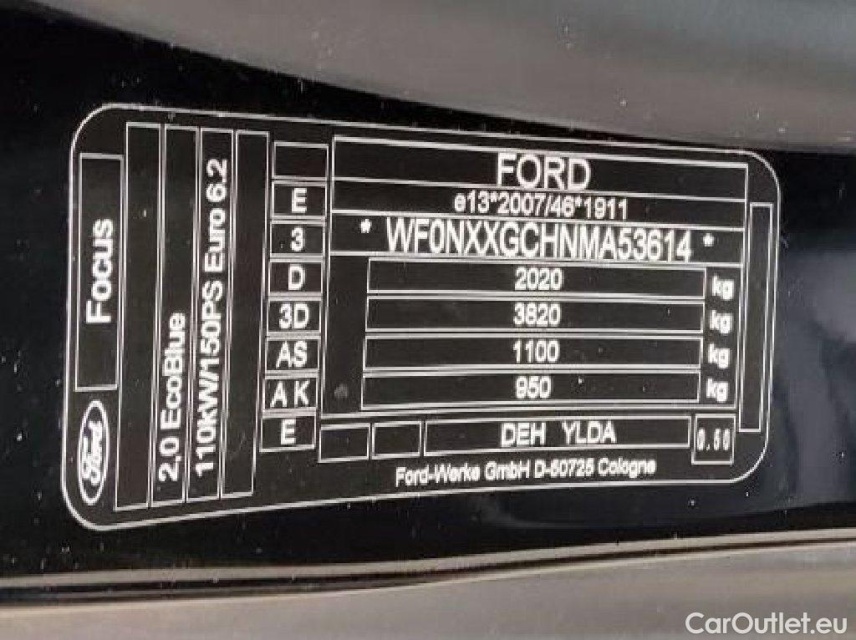 FORD
e13*2007/46*1911
* WF0NXXGCHNMA53614 *
2020 kg
3820 kg
1100 kg
950 kg
DEH YLDA 0.50
Ford-Werke GmbH D-50725 Cologne
E
3
D
3D
AS
A K
E
Focus
2,0 EcoBlue
110kW/150PS Euro 6.2
Ford
CarOutlet.eu